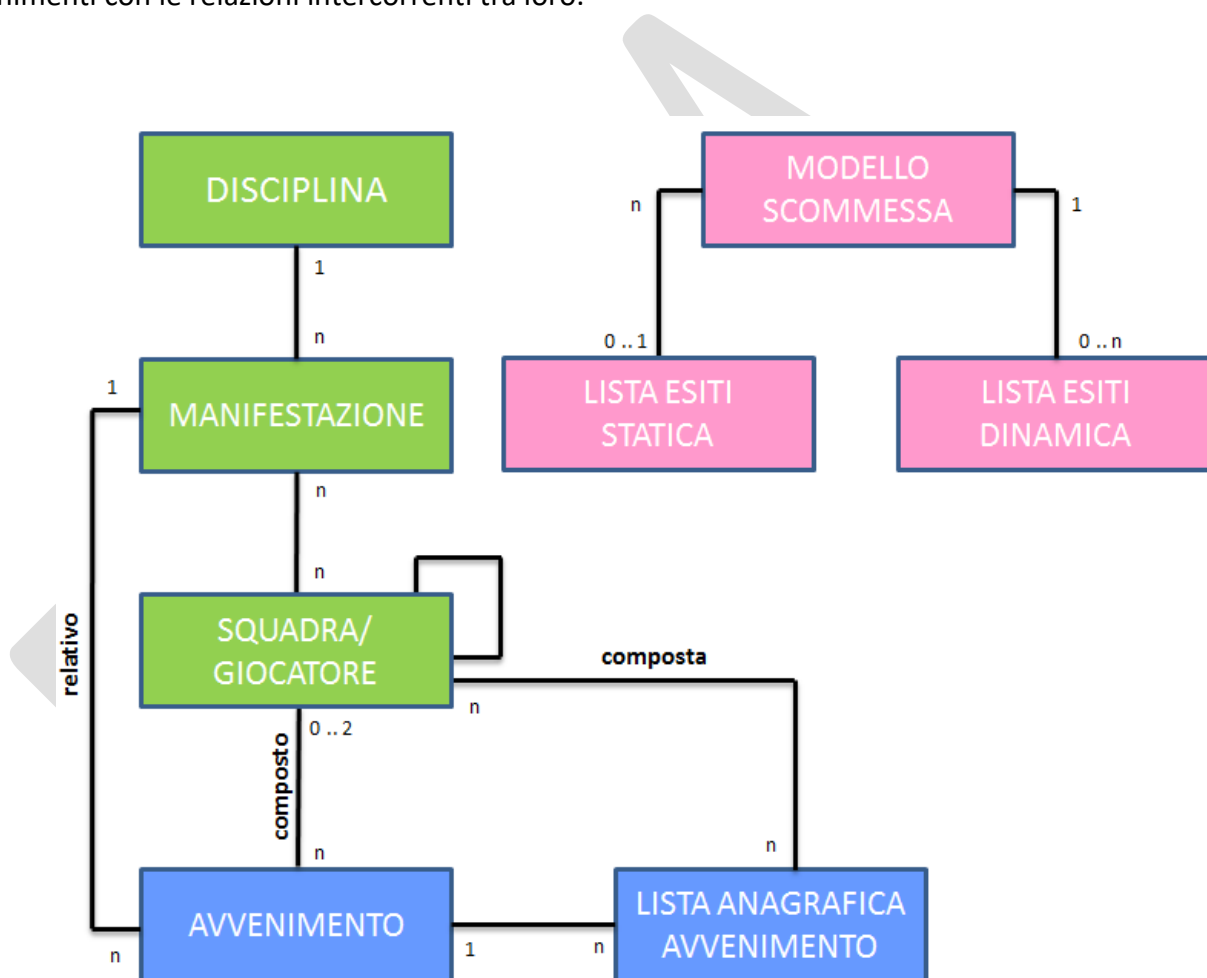 nimenti con le relazioni intercorrenti tra loro.
DISCIPLINA
MODELLO
SCOMMESSA
n
1
1
n
0 .. 1
0 .. n
1
MANIFESTAZIONE
LISTA ESITI
STATICA
LISTA ESITI
DINAMICA
n
n
relativo
SQUADRA/
GIOCATORE
composta
n
0 .. 2
composto
n
n
AVVENIMENTO
LISTA ANAGRAFICA
AVVENIMENTO
n
1
n